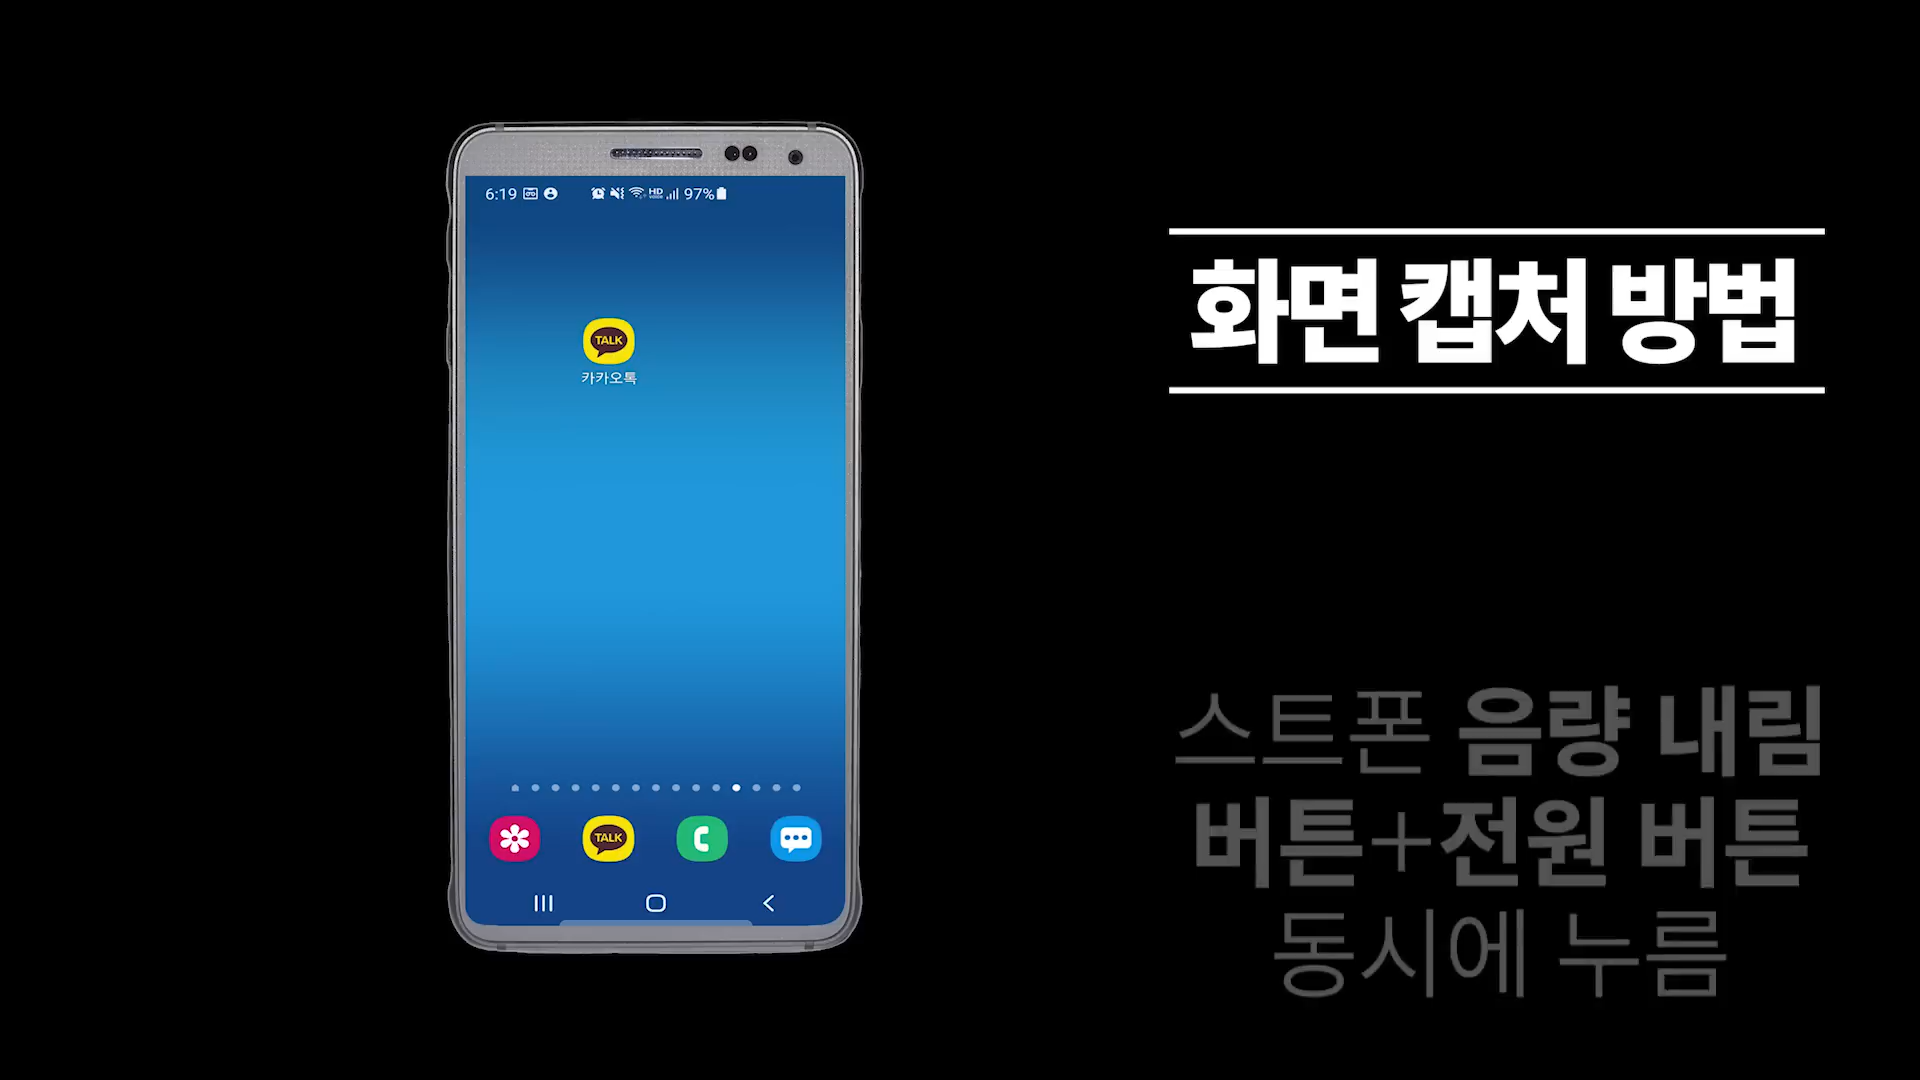 6:19 HD 97%
TALK
카카오톡
TALK
화면 캡처 방법
스트폰 음량 내림
버튼+전원 버튼
동시에 누름